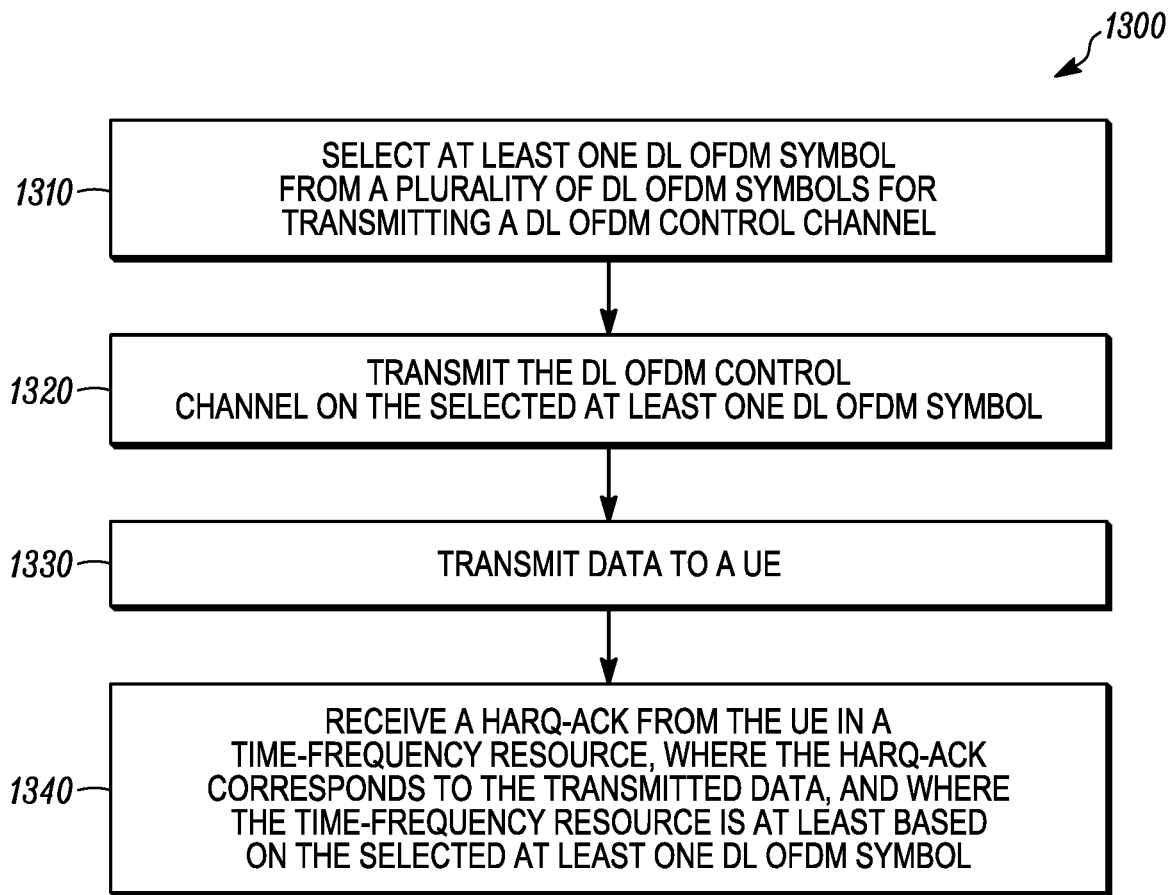 1300
1310
SELECT AT LEAST ONE DL OFDM SYMBOL
FROM A PLURALITY OF DL OFDM SYMBOLS FOR
TRANSMITTING A DL OFDM CONTROL CHANNEL
1320
TRANSMIT THE DL OFDM CONTROL
CHANNEL ON THE SELECTED AT LEAST ONE DL OFDM SYMBOL
1330
TRANSMIT DATA TO A UE
1340
RECEIVE A HARQ-ACK FROM THE UE IN A
TIME-FREQUENCY RESOURCE, WHERE THE HARQ-ACK
CORRESPONDS TO THE TRANSMITTED DATA, AND WHERE
THE TIME-FREQUENCY RESOURCE IS AT LEAST BASED
ON THE SELECTED AT LEAST ONE DL OFDM SYMBOL